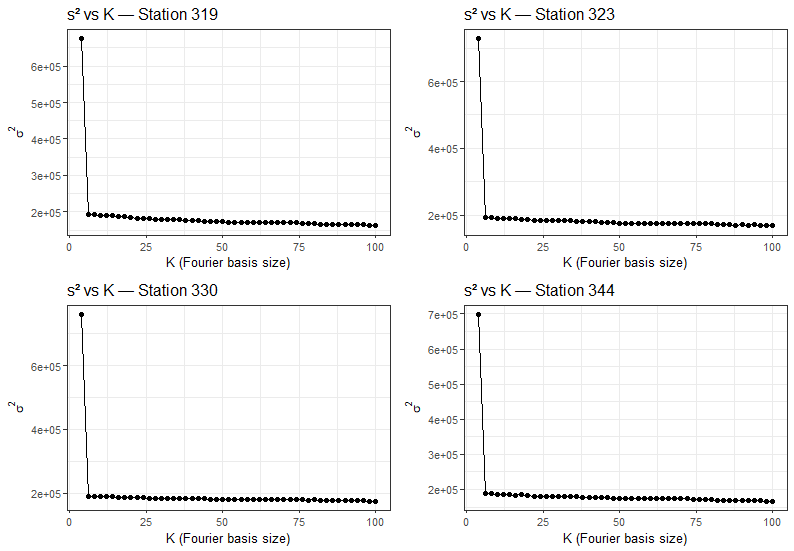 s² vs K — Station 319
6e+05
5e+05
4e+05
3e+05
2e+05
σ²
0 25 50 75 100
K (Fourier basis size)
s² vs K — Station 323
6e+05
4e+05
2e+05
σ²
0 25 50 75 100
K (Fourier basis size)
s² vs K — Station 330
6e+05
4e+05
2e+05
σ²
0 25 50 75 100
K (Fourier basis size)
s² vs K — Station 344
7e+05
6e+05
5e+05
4e+05
3e+05
2e+05
σ²
0 25 50 75 100
K (Fourier basis size)